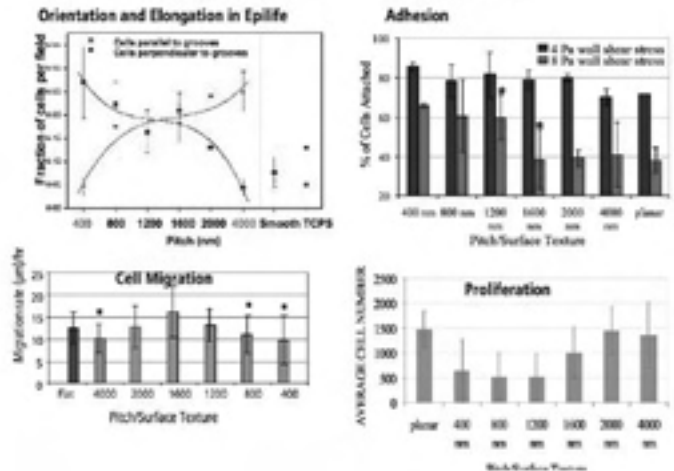 Orientation and Elongation in Epilife
Cells parallel to grooves
Cells perpendicular to grooves
Fraction of cells per field
400 800 1200 1600 2000 4000 Smooth TCPS
Pitch (nm)
Adhesion
4 Pa wall shear stress
8 Pa wall shear stress
% of Cells Attached
100
80
60
40
20
400 nm 800 nm 1200 nm 1600 nm 2000 nm 4000 nm planar
Pitch/Surface Texture
Cell Migration
Migration rate (µm)/hr
25
20
15
10
5
0
4000 2000 1600 1200 800 400
Pitch/Surface Texture
Proliferation
AVERAGE CELL NUMBER
2500
2000
1500
1000
500
0
planar 400 nm 800 nm 1200 nm 1600 nm 2000 nm 4000 nm
Pitch/Surface Texture